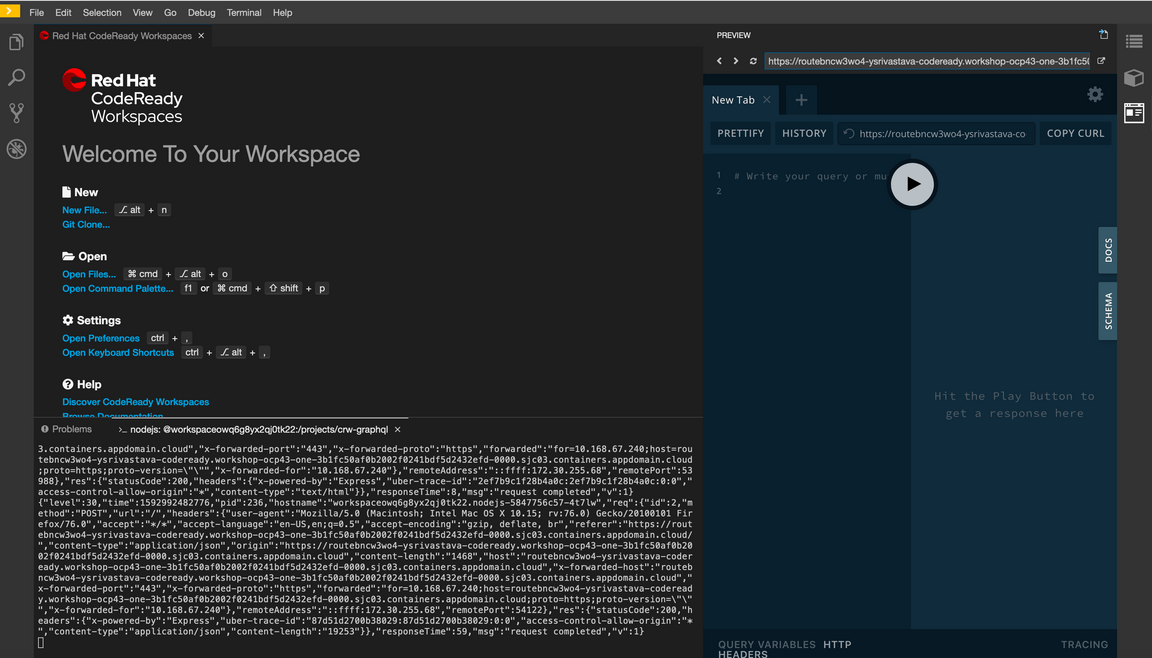 File Edit Selection View Go Debug Terminal Help
Red Hat CodeReady Workspaces ×
Red Hat
CodeReady
Workspaces
Welcome To Your Workspace
New
New File... ⌥ alt + n
Git Clone...
Open
Open Files... ⌘ cmd + ⌥ alt + o
Open Command Palette... f1 or ⌘ cmd + ⇧ shift + p
Settings
Open Preferences ctrl + ,
Open Keyboard Shortcuts ctrl + ⌥ alt + ,
Help
Discover CodeReady Workspaces
Browse Documentation
Problems >_ nodejs: @workspaceowq6g8yx2qj0tk22:/projects/crw-graphql ×
3.containers.appdomain.cloud","x-forwarded-port":"443","x-forwarded-proto":"https","forwarded":"for=10.168.67.240;host=rou
tebncw3wo4-ysrivastava-codeready.workshop-ocp43-one-3b1fc50af0b2002f0241bdf5d2432efd-0000.sjc03.containers.appdomain.cloud
;proto=https;proto-version=\"\"","x-forwarded-for":"10.168.67.240"},"remoteAddress":"::ffff:172.30.255.68","remotePort":53
988},"res":{"statusCode":200,"headers":{"x-powered-by":"Express","uber-trace-id":"2ef7b9c1f28b4a0c:2ef7b9c1f28b4a0c:0:0","
access-control-allow-origin":"*","content-type":"text/html"}},"responseTime":8,"msg":"request completed","v":1}
{"level":30,"time":1592992482776,"pid":236,"hostname":"workspaceowq6g8yx2qj0tk22.nodejs-5847756c57-4t7lw","req":{"id":2,"m
ethod":"POST","url":"/","headers":{"user-agent":"Mozilla/5.0 (Macintosh; Intel Mac OS X 10.15; rv:76.0) Gecko/20100101 Fir
efox/76.0","accept":"*/*","accept-language":"en-US,en;q=0.5","accept-encoding":"gzip, deflate, br","referer":"https://rout
ebncw3wo4-ysrivastava-codeready.workshop-ocp43-one-3b1fc50af0b2002f0241bdf5d2432efd-0000.sjc03.containers.appdomain.cloud/
","content-type":"application/json","origin":"https://routebncw3wo4-ysrivastava-codeready.workshop-ocp43-one-3b1fc50af0b20
02f0241bdf5d2432efd-0000.sjc03.containers.appdomain.cloud","content-length":"1468","host":"routebncw3wo4-ysrivastava-coder
eady.workshop-ocp43-one-3b1fc50af0b2002f0241bdf5d2432efd-0000.sjc03.containers.appdomain.cloud","x-forwarded-host":"routeb
ncw3wo4-ysrivastava-codeready.workshop-ocp43-one-3b1fc50af0b2002f0241bdf5d2432efd-0000.sjc03.containers.appdomain.cloud","
x-forwarded-port":"443","x-forwarded-proto":"https","forwarded":"for=10.168.67.240;host=routebncw3wo4-ysrivastava-coderead
y.workshop-ocp43-one-3b1fc50af0b2002f0241bdf5d2432efd-0000.sjc03.containers.appdomain.cloud;proto=https;proto-version=\"\"
","x-forwarded-for":"10.168.67.240"},"remoteAddress":"::ffff:172.30.255.68","remotePort":54122},"res":{"statusCode":200,"h
eaders":{"x-powered-by":"Express","uber-trace-id":"87d51d2700b38029:87d51d2700b38029:0:0","access-control-allow-origin":"*
","content-type":"application/json","content-length":"19253"}},"responseTime":59,"msg":"request completed","v":1}
PREVIEW
https://routebncw3wo4-ysrivastava-codeready.workshop-ocp43-one-3b1fc50
New Tab × +
PRETTIFY HISTORY https://routebncw3wo4-ysrivastava-co COPY CURL
1 # Write your query or mu
2
DOCS
SCHEMA
Hit the Play Button to
get a response here
QUERY VARIABLES HTTP HEADERS TRACING